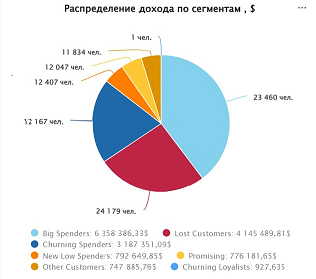 Распределение дохода по сегментам , $
1 чел.
11 834 чел.
12 047 чел.
12 407 чел.
23 460 чел.
12 167 чел.
24 179 чел.
Big Spenders: 6 358 386,33$ Lost Customers: 4 145 489,81$
Churning Spenders: 3 187 351,09$
New Low Spenders: 792 649,85$ Promising: 776 181,65$
Other Customers: 747 885,76$ Churning Loyalists: 927,63$